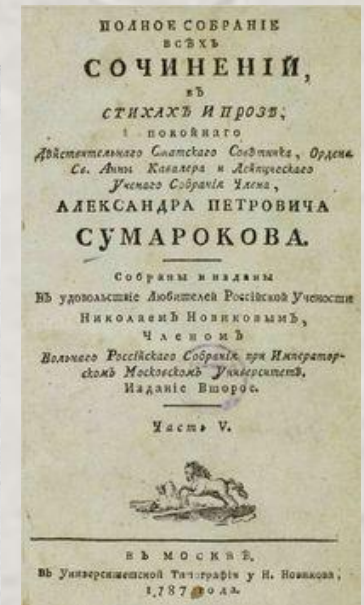 ПОЛНОЕ СОБРАНІЕ
ВСѢХЪ
СОЧИНЕНІЙ,
ВЪ
СТИХАХЪ И ПРОЗѢ,
ПОКОЙНАГО
Дѣйствительнаго Статскаго Совѣтника, Ордена
Св. Анны Кавалера и Лейпцигскаго
Ученаго Собранія Члена,
АЛЕКСАНДРА ПЕТРОВИЧА
СУМАРОКОВА.
Собраны и изданы
Въ удовольствіе Любителей Россійской Учености
Николаемъ Новиковымъ,
Членомъ
Вольнаго Россійскаго Собранія при Император-
скомъ Московскомъ Университетѣ.
Изданіе Второе.
Часть V.
ВЪ МОСКВѢ,
Въ Университетской Типографіи у Н. Новикова,
1787 года.